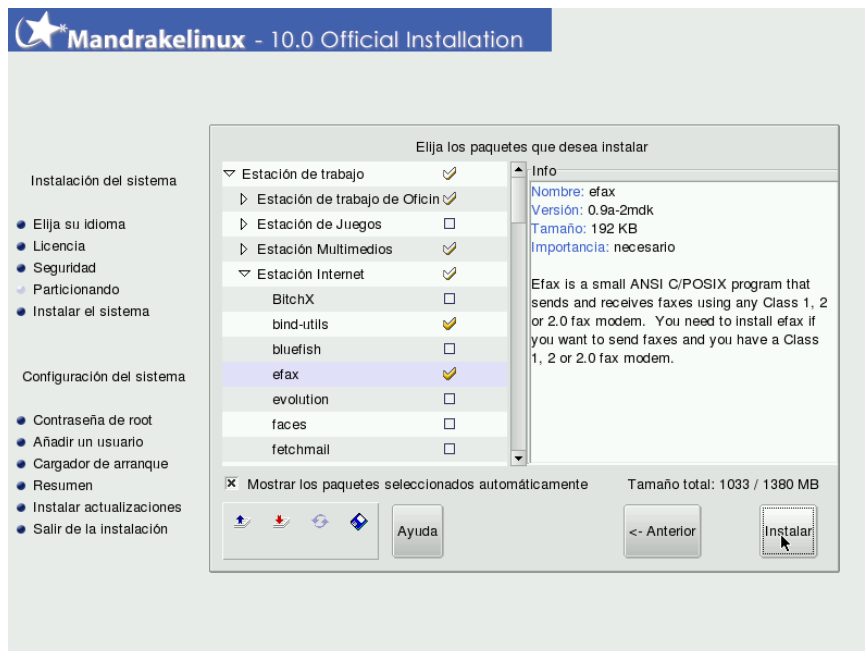 Mandrakelinux - 10.0 Official Installation
Instalación del sistema
Elija su idioma
Licencia
Seguridad
Particionando
Instalar el sistema
Configuración del sistema
Contraseña de root
Añadir un usuario
Cargador de arranque
Resumen
Instalar actualizaciones
Salir de la instalación
Elija los paquetes que desea instalar
Estación de trabajo
Estación de trabajo de Oficin
Estación de Juegos
Estación Multimedios
Estación Internet
BitchX
bind-utils
bluefish
efax
evolution
faces
fetchmail
Info
Nombre: efax
Versión: 0.9a-2mdk
Tamaño: 192 KB
Importancia: necesario
Efax is a small ANSI C/POSIX program that
sends and receives faxes using any Class 1, 2
or 2.0 fax modem. You need to install efax if
you want to send faxes and you have a Class
1, 2 or 2.0 fax modem.
Mostrar los paquetes seleccionados automáticamente
Tamaño total: 1033 / 1380 MB
Ayuda
<- Anterior
Instalar